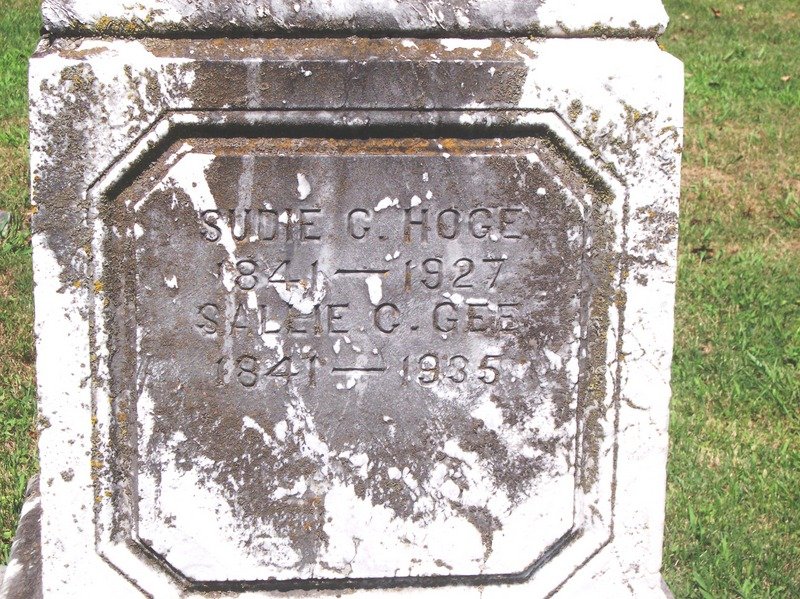 SUDIE G. HOGE
1841—1927
SALLIE C. GEE
1841—1935